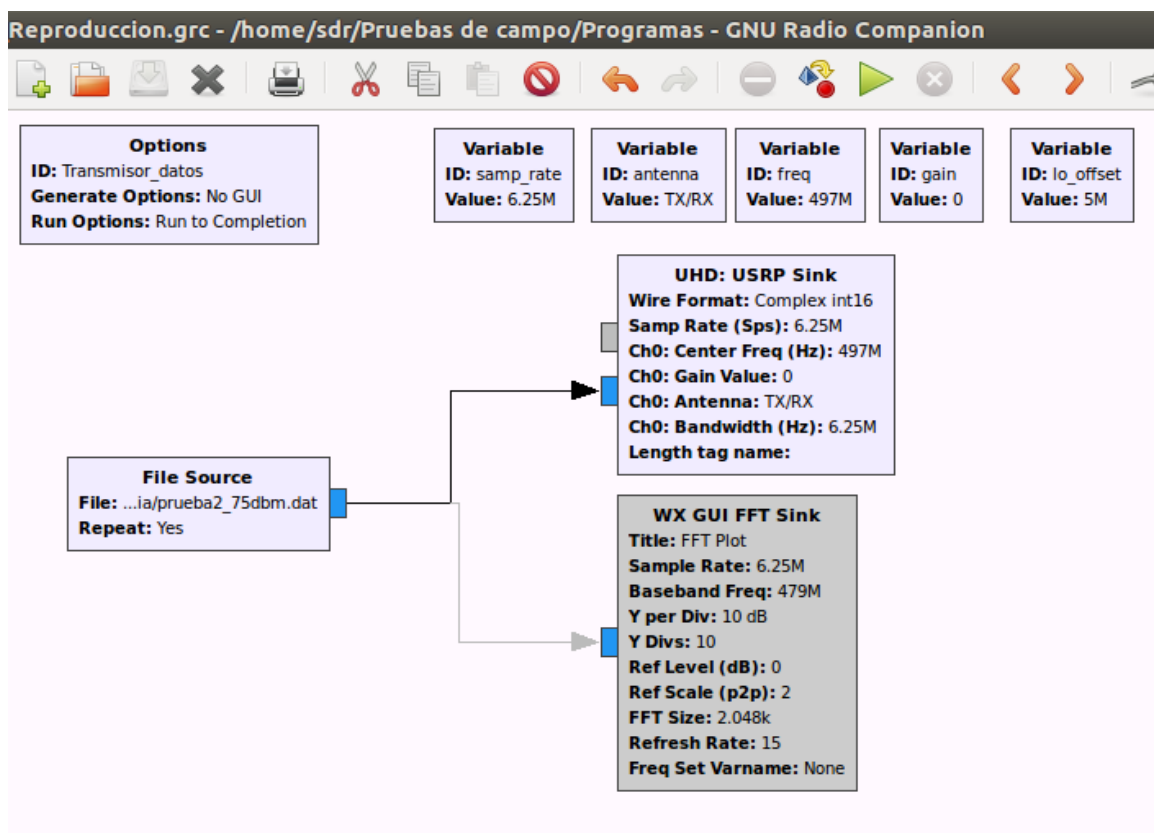 Reproduccion.grc - /home/sdr/Pruebas de campo/Programas - GNU Radio Companion
Options
ID: Transmisor_datos
Generate Options: No GUI
Run Options: Run to Completion
Variable
ID: samp_rate
Value: 6.25M
Variable
ID: antenna
Value: TX/RX
Variable
ID: freq
Value: 497M
Variable
ID: gain
Value: 0
Variable
ID: lo_offset
Value: 5M
UHD: USRP Sink
Wire Format: Complex int16
Samp Rate (Sps): 6.25M
Ch0: Center Freq (Hz): 497M
Ch0: Gain Value: 0
Ch0: Antenna: TX/RX
Ch0: Bandwidth (Hz): 6.25M
Length tag name:
File Source
File: ...ia/prueba2_75dbm.dat
Repeat: Yes
WX GUI FFT Sink
Title: FFT Plot
Sample Rate: 6.25M
Baseband Freq: 479M
Y per Div: 10 dB
Y Divs: 10
Ref Level (dB): 0
Ref Scale (p2p): 2
FFT Size: 2.048k
Refresh Rate: 15
Freq Set Varname: None